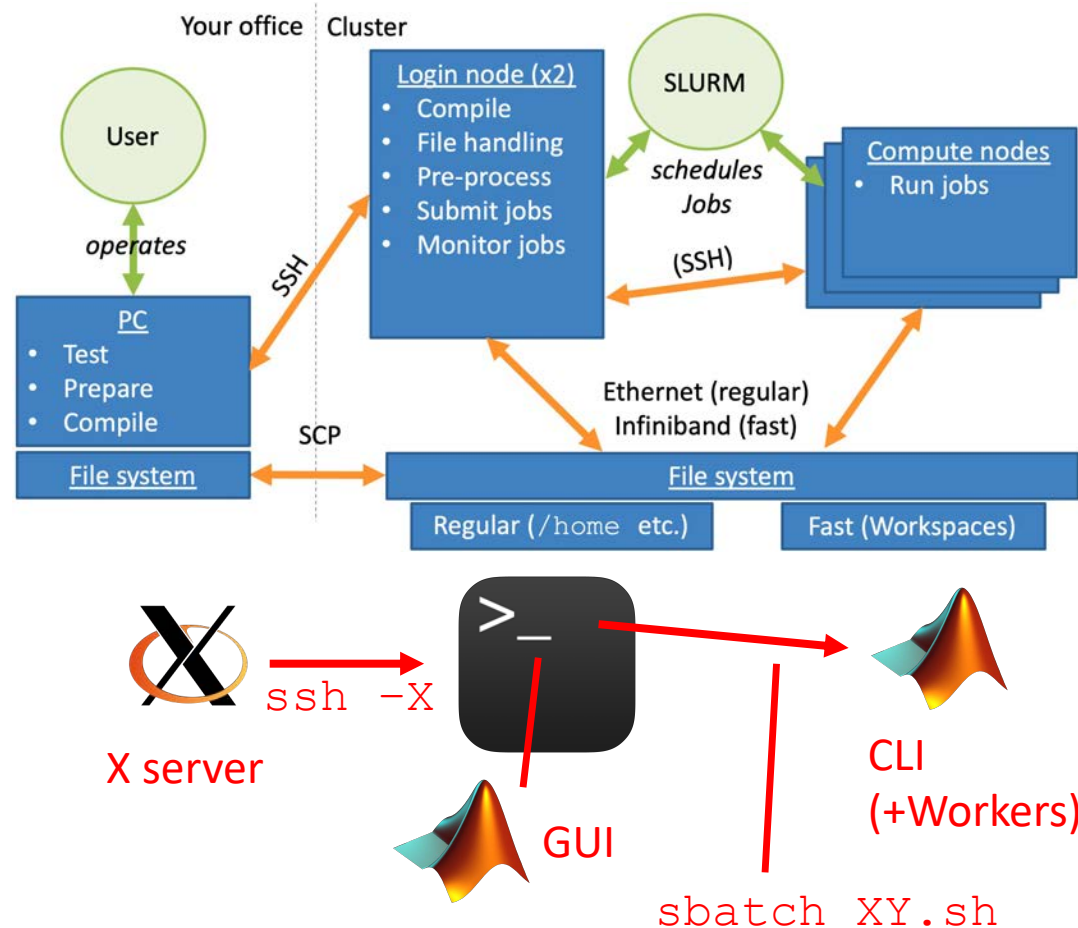 Your office
Cluster
User
operates
PC
• Test
• Prepare
• Compile
File system
SSH
SCP
Login node (x2)
• Compile
• File handling
• Pre-process
• Submit jobs
• Monitor jobs
SLURM
schedules
Jobs
(SSH)
Compute nodes
• Run jobs
Ethernet (regular)
Infiniband (fast)
File system
Regular (/home etc.)
Fast (Workspaces)
X server
ssh -X
>_
GUI
CLI
(+Workers)
sbatch XY.sh